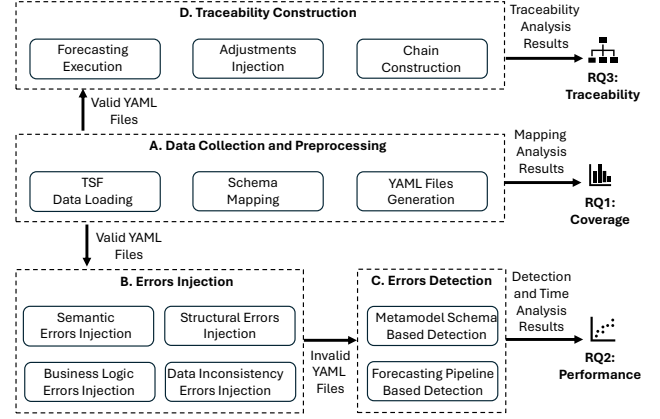 D. Traceability Construction
Forecasting
Execution
Adjustments
Injection
Chain
Construction
Traceability
Analysis
Results
RQ3:
Traceability
Valid YAML
Files
A. Data Collection and Preprocessing
TSF
Data Loading
Schema
Mapping
YAML Files
Generation
Mapping
Analysis
Results
RQ1:
Coverage
Valid YAML
Files
B. Errors Injection
Semantic
Errors Injection
Structural Errors
Injection
Business Logic
Errors Injection
Data Inconsistency
Errors Injection
Invalid
YAML
Files
C. Errors Detection
Metamodel Schema
Based Detection
Forecasting Pipeline
Based Detection
Detection
and Time
Analysis
Results
RQ2:
Performance